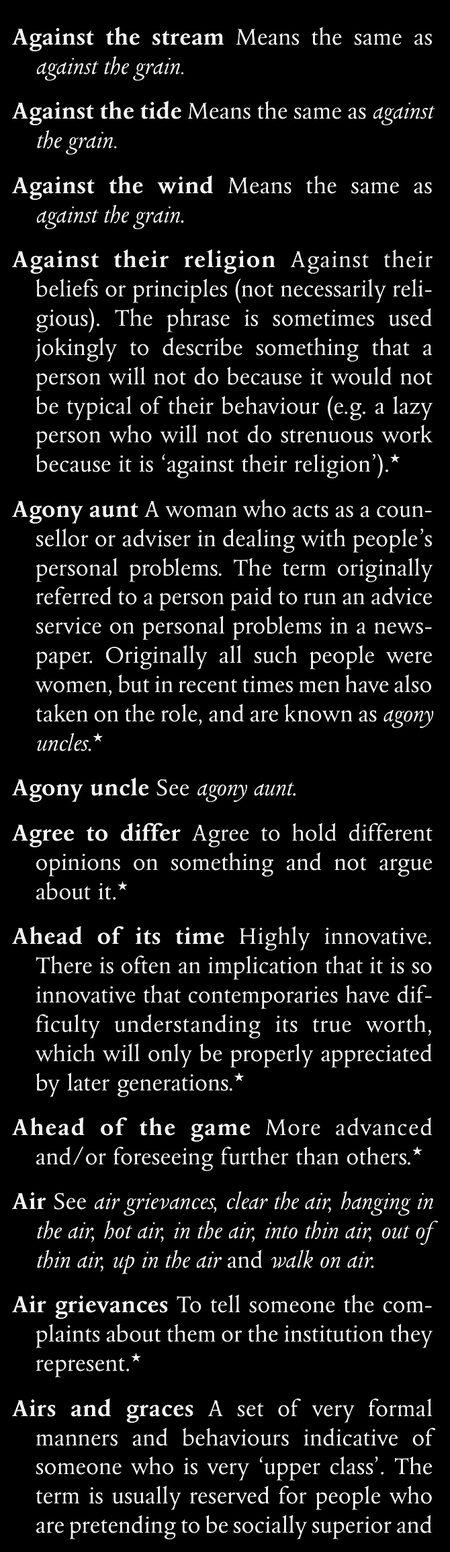 Against the stream Means the same as
against the grain.
Against the tide Means the same as against
the grain.
Against the wind Means the same as
against the grain.
Against their religion Against their
beliefs or principles (not necessarily reli-
gious). The phrase is sometimes used
jokingly to describe something that a
person will not do because it would not
be typical of their behaviour (e.g. a lazy
person who will not do strenuous work
because it is ‘against their religion’).★
Agony aunt A woman who acts as a coun-
sellor or adviser in dealing with people’s
personal problems. The term originally
referred to a person paid to run an advice
service on personal problems in a news-
paper. Originally all such people were
women, but in recent times men have also
taken on the role, and are known as agony
uncles.★
Agony uncle See agony aunt.
Agree to differ Agree to hold different
opinions on something and not argue
about it.★
Ahead of its time Highly innovative.
There is often an implication that it is so
innovative that contemporaries have dif-
ficulty understanding its true worth,
which will only be properly appreciated
by later generations.★
Ahead of the game More advanced
and/or foreseeing further than others.★
Air See air grievances, clear the air, hanging in
the air, hot air, in the air, into thin air, out of
thin air, up in the air and walk on air.
Air grievances To tell someone the com-
plaints about them or the institution they
represent.★
Airs and graces A set of very formal
manners and behaviours indicative of
someone who is very ‘upper class’. The
term is usually reserved for people who
are pretending to be socially superior and